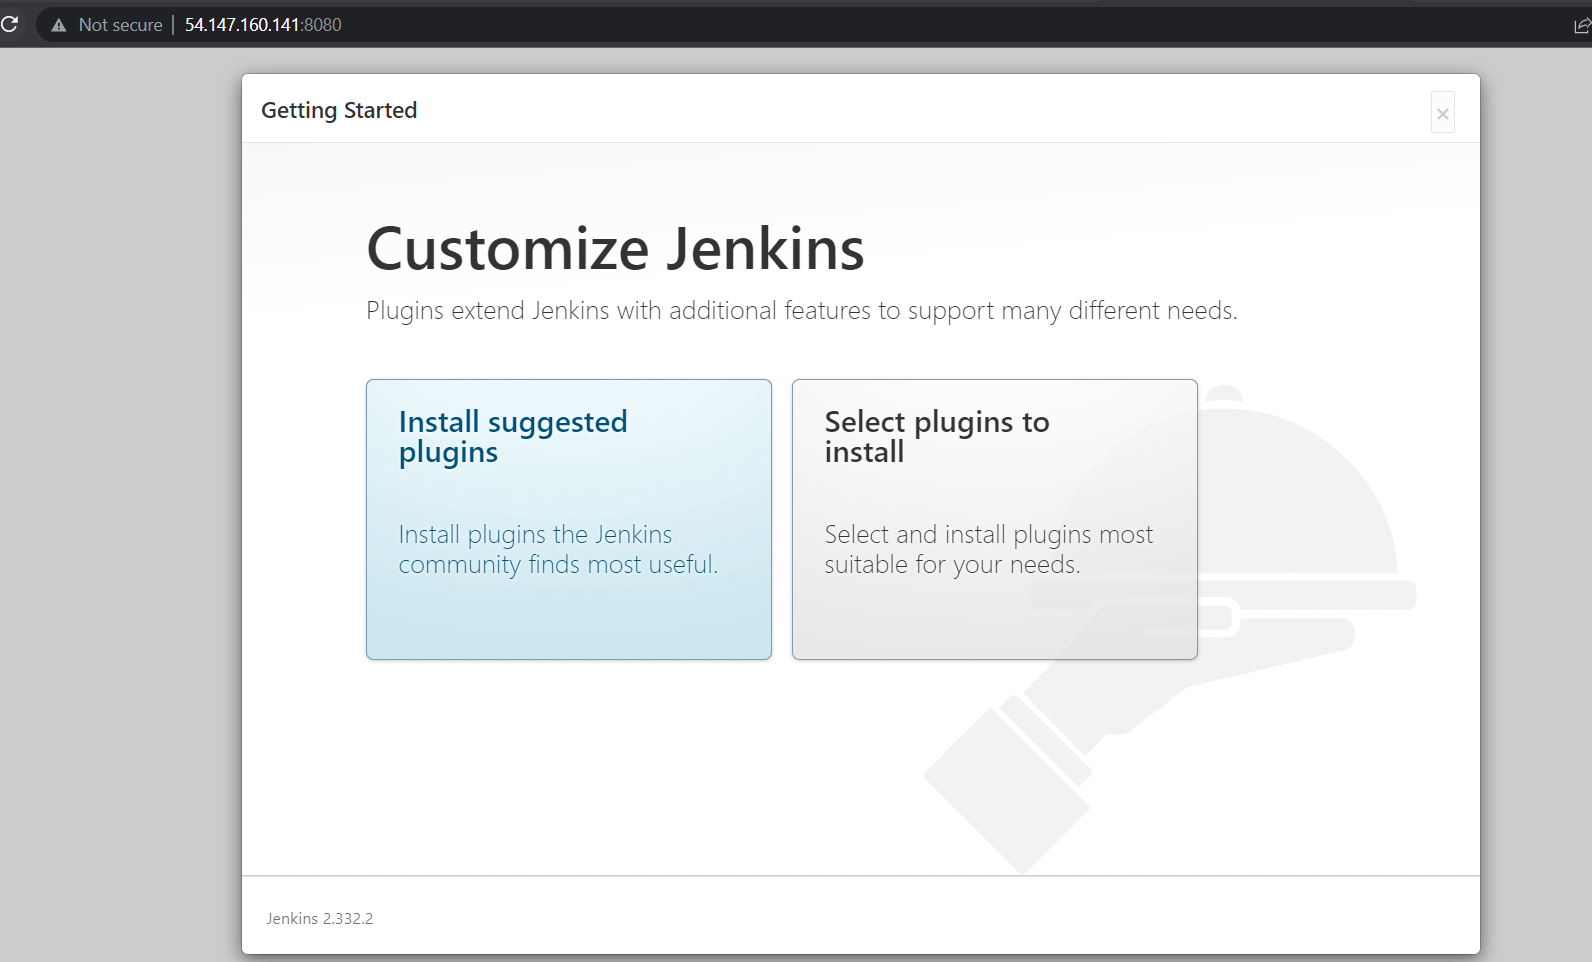 Not secure | 54.147.160.141:8080
Getting Started
×
Customize Jenkins
Plugins extend Jenkins with additional features to support many different needs.
Install suggested
plugins
Install plugins the Jenkins
community finds most useful.
Select plugins to
install
Select and install plugins most
suitable for your needs.
Jenkins 2.332.2